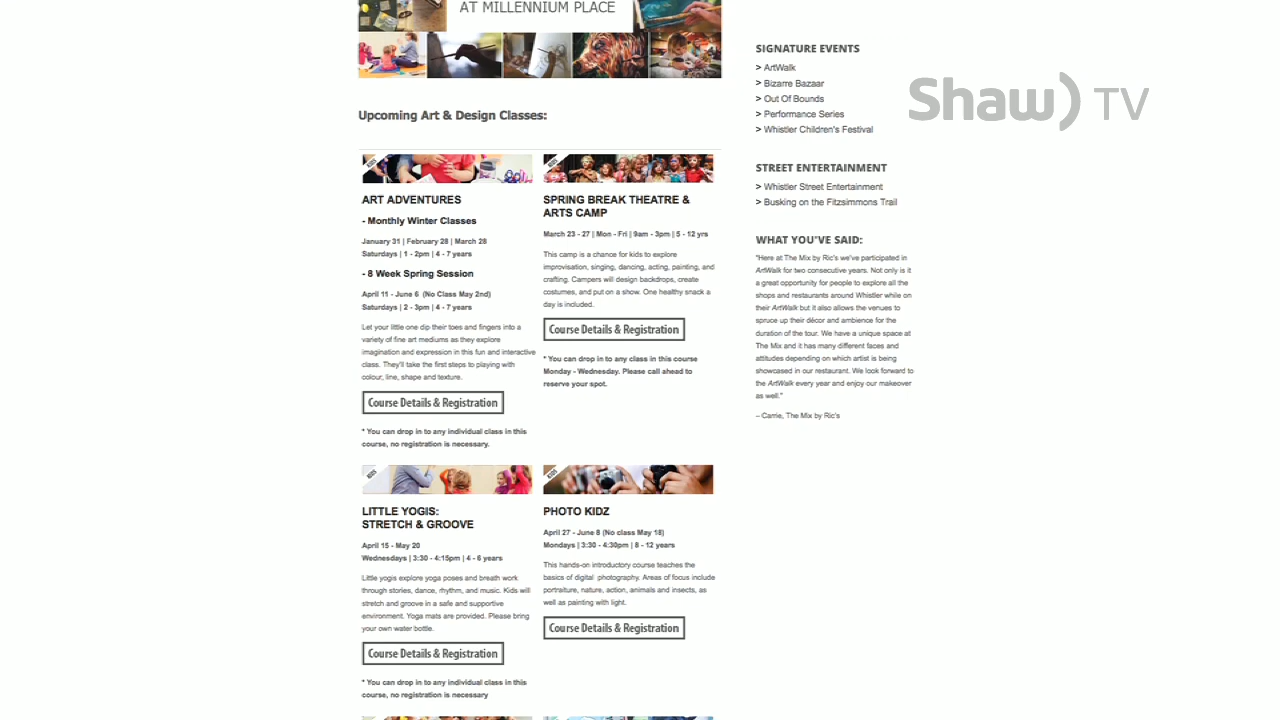 AT MILLENNIUM PLACE
Upcoming Art & Design Classes:
KIDS
ART ADVENTURES
- Monthly Winter Classes
January 31 | February 28 | March 28
Saturdays | 1 - 2pm | 4 - 7 years
- 8 Week Spring Session
April 11 - June 6 (No Class May 2nd)
Saturdays | 2 - 3pm | 4 - 7 years
Let your little one dip their toes and fingers into a
variety of fine art mediums as they explore
imagination and expression in this fun and interactive
class. They'll take the first steps to playing with
colour, line, shape and texture.
Course Details & Registration
* You can drop in to any individual class in this
course, no registration is necessary.
KIDS
SPRING BREAK THEATRE &
ARTS CAMP
March 23 - 27 | Mon - Fri | 9am - 3pm | 5 - 12 yrs
This camp is a chance for kids to explore
improvisation, singing, dancing, acting, painting, and
crafting. Campers will design backdrops, create
costumes, and put on a show. One healthy snack a
day is included.
Course Details & Registration
* You can drop in to any class in this course
Monday - Wednesday. Please call ahead to
reserve your spot.
KIDS
LITTLE YOGIS:
STRETCH & GROOVE
April 15 - May 20
Wednesdays | 3:30 - 4:15pm | 4 - 6 years
Little yogis explore yoga poses and breath work
through stories, dance, rhythm, and music. Kids will
stretch and groove in a safe and supportive
environment. Yoga mats are provided. Please bring
your own water bottle.
Course Details & Registration
* You can drop in to any individual class in this
course, no registration is necessary
KIDS
PHOTO KIDZ
April 27 - June 8 (No class May 18)
Mondays | 3:30 - 4:30pm | 8 - 12 years
This hands-on introductory course teaches the
basics of digital photography. Areas of focus include
portraiture, nature, action, animals and insects, as
well as painting with light.
Course Details & Registration
SIGNATURE EVENTS
> ArtWalk
> Bizarre Bazaar
> Out Of Bounds
> Performance Series
> Whistler Children's Festival
STREET ENTERTAINMENT
> Whistler Street Entertainment
> Busking on the Fitzsimmons Trail
WHAT YOU'VE SAID:
"Here at The Mix by Ric's we've participated in
ArtWalk for two consecutive years. Not only is it
a great opportunity for people to explore all the
shops and restaurants around Whistler while on
their ArtWalk but it also allows the venues to
spruce up their décor and ambience for the
duration of the tour. We have a unique space at
The Mix and it has many different faces and
attitudes depending on which artist is being
showcased in our restaurant. We look forward to
the ArtWalk every year and enjoy our makeover
as well."
– Carrie, The Mix by Ric's
Shaw) TV